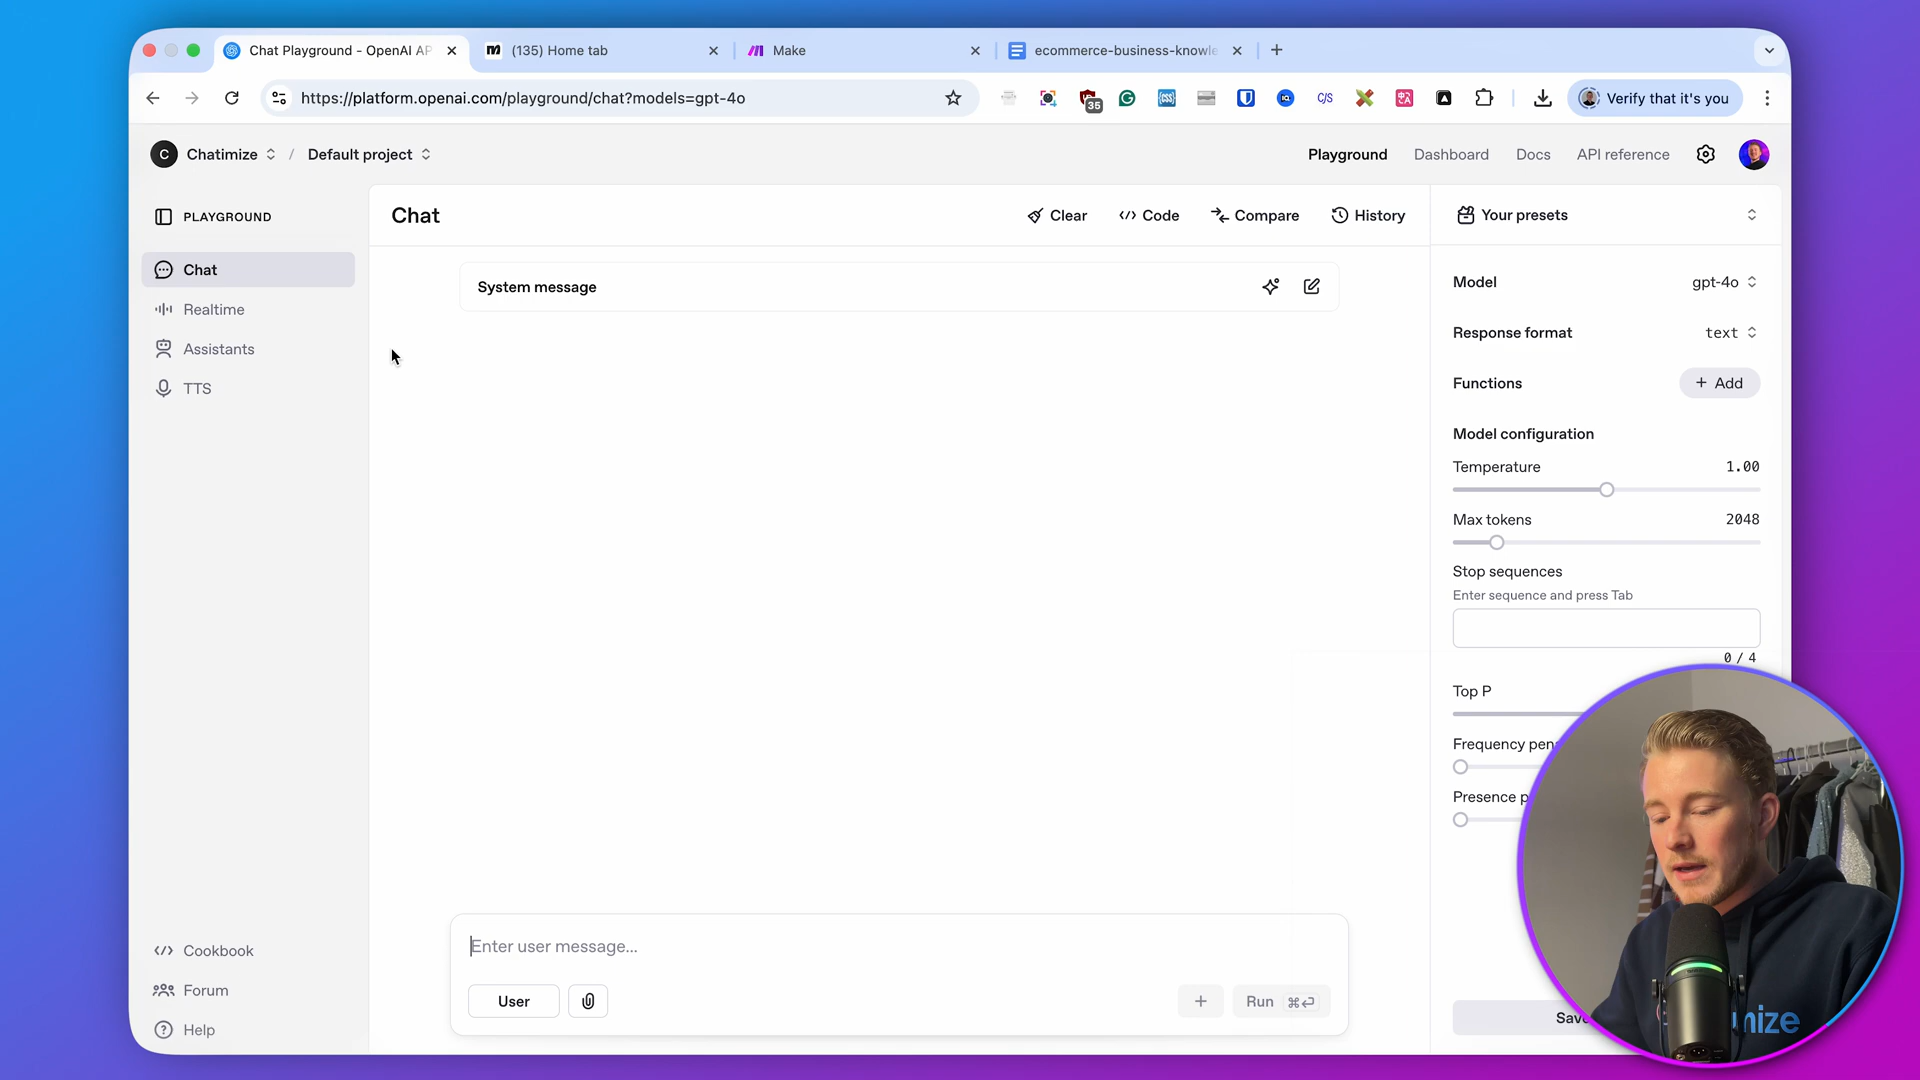 Chat Playground - OpenAI AP
(135) Home tab
Make
ecommerce-business-knowle
https://platform.openai.com/playground/chat?models=gpt-4o
35
Verify that it's you
C
Chatimize
/
Default project
Playground
Dashboard
Docs
API reference
PLAYGROUND
Chat
Realtime
Assistants
TTS
Cookbook
Forum
Help
Chat
Clear
Code
Compare
History
System message
Enter user message...
User
Run
Your presets
Model
gpt-4o
Response format
text
Functions
+ Add
Model configuration
Temperature
1.00
Max tokens
2048
Stop sequences
Enter sequence and press Tab
0 / 4
Top P
Frequency pen
Presence p
Save
mize